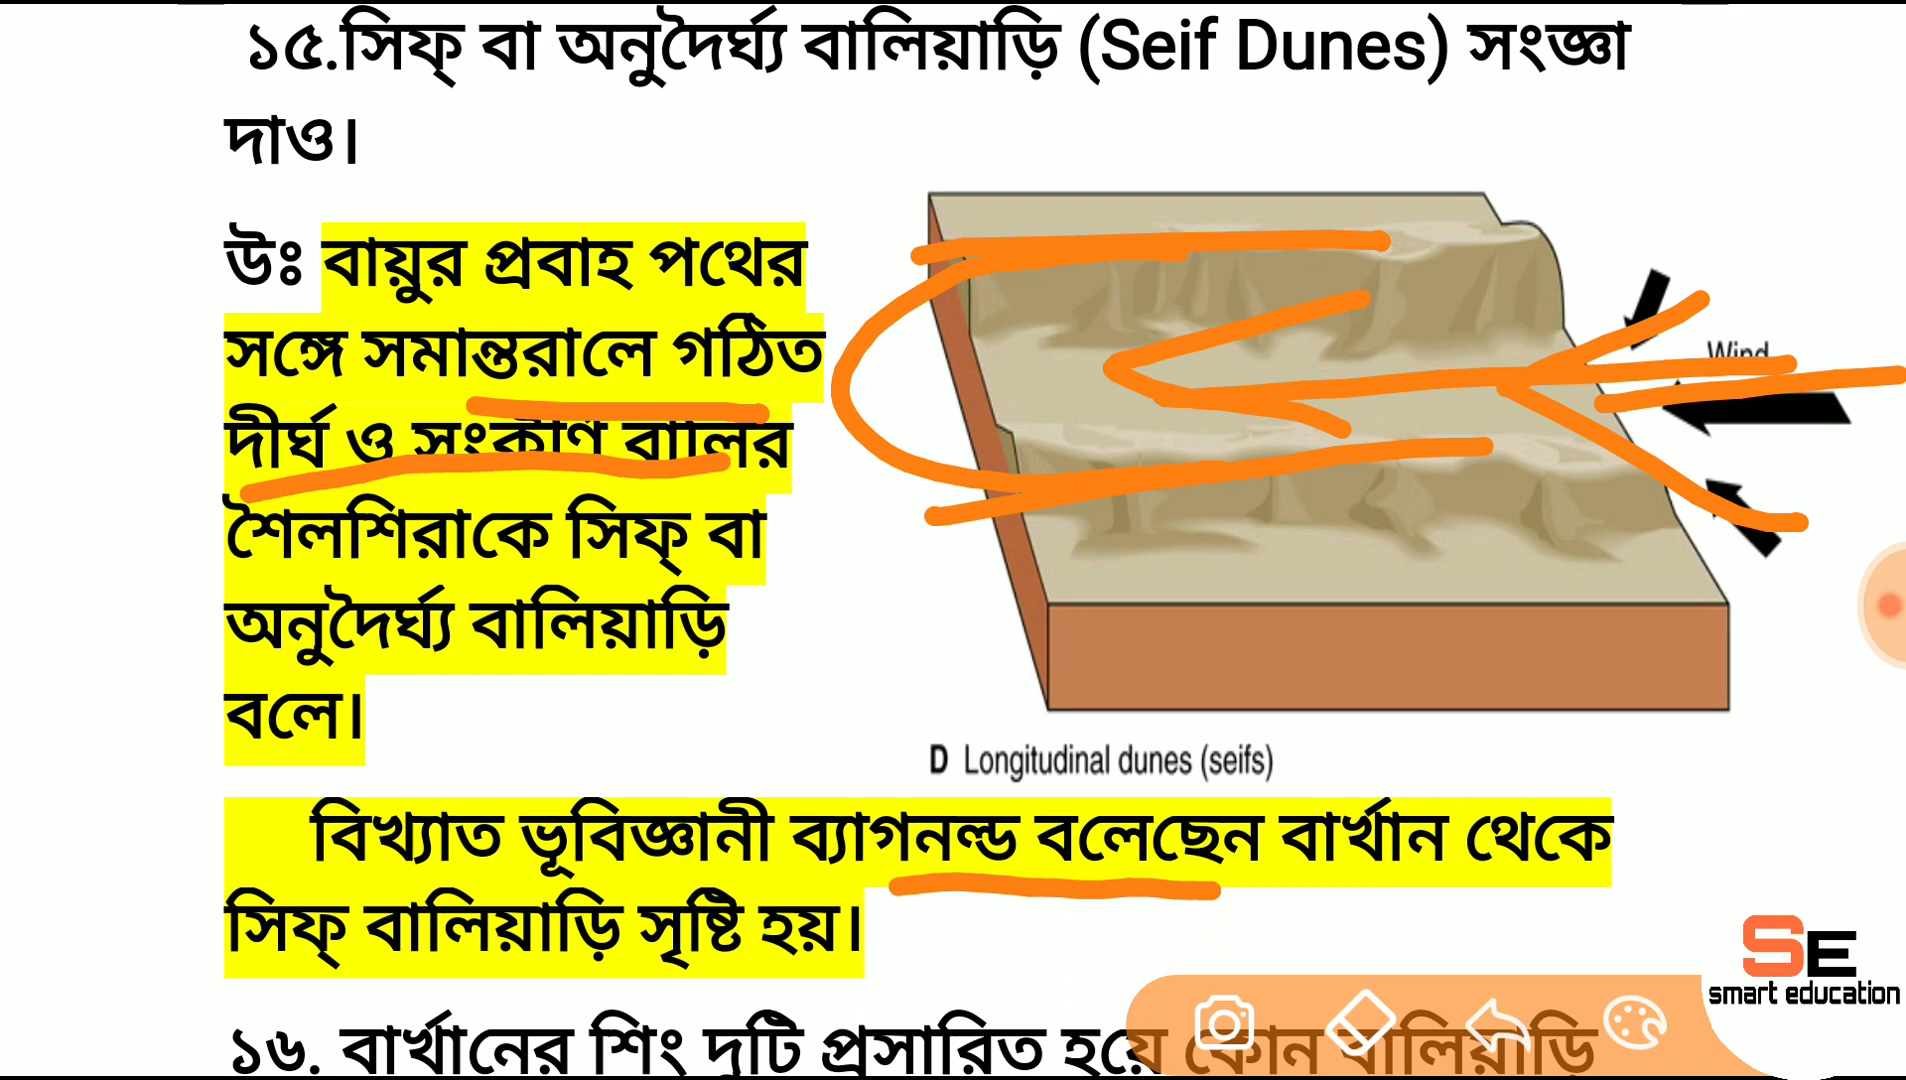 ১৫.সিফ্ বা অনুদৈর্ঘ্য বালিয়াড়ি (Seif Dunes) সংজ্ঞা
দাও।
উঃ বায়ুর প্রবাহ পথের
সঙ্গে সমান্তরালে গঠিত
দীর্ঘ ও সংকীর্ণ বালির
শৈলশিরাকে সিফ্ বা
অনুদৈর্ঘ্য বালিয়াড়ি
বলে।
Wind
D Longitudinal dunes (seifs)
বিখ্যাত ভূবিজ্ঞানী ব্যাগনল্ড বলেছেন বার্খান থেকে
সিফ্ বালিয়াড়ি সৃষ্টি হয়।
SE
smart education
১৬. বার্খানের শিং দুটি প্রসারিত হয়ে কোন বালিয়াড়ি